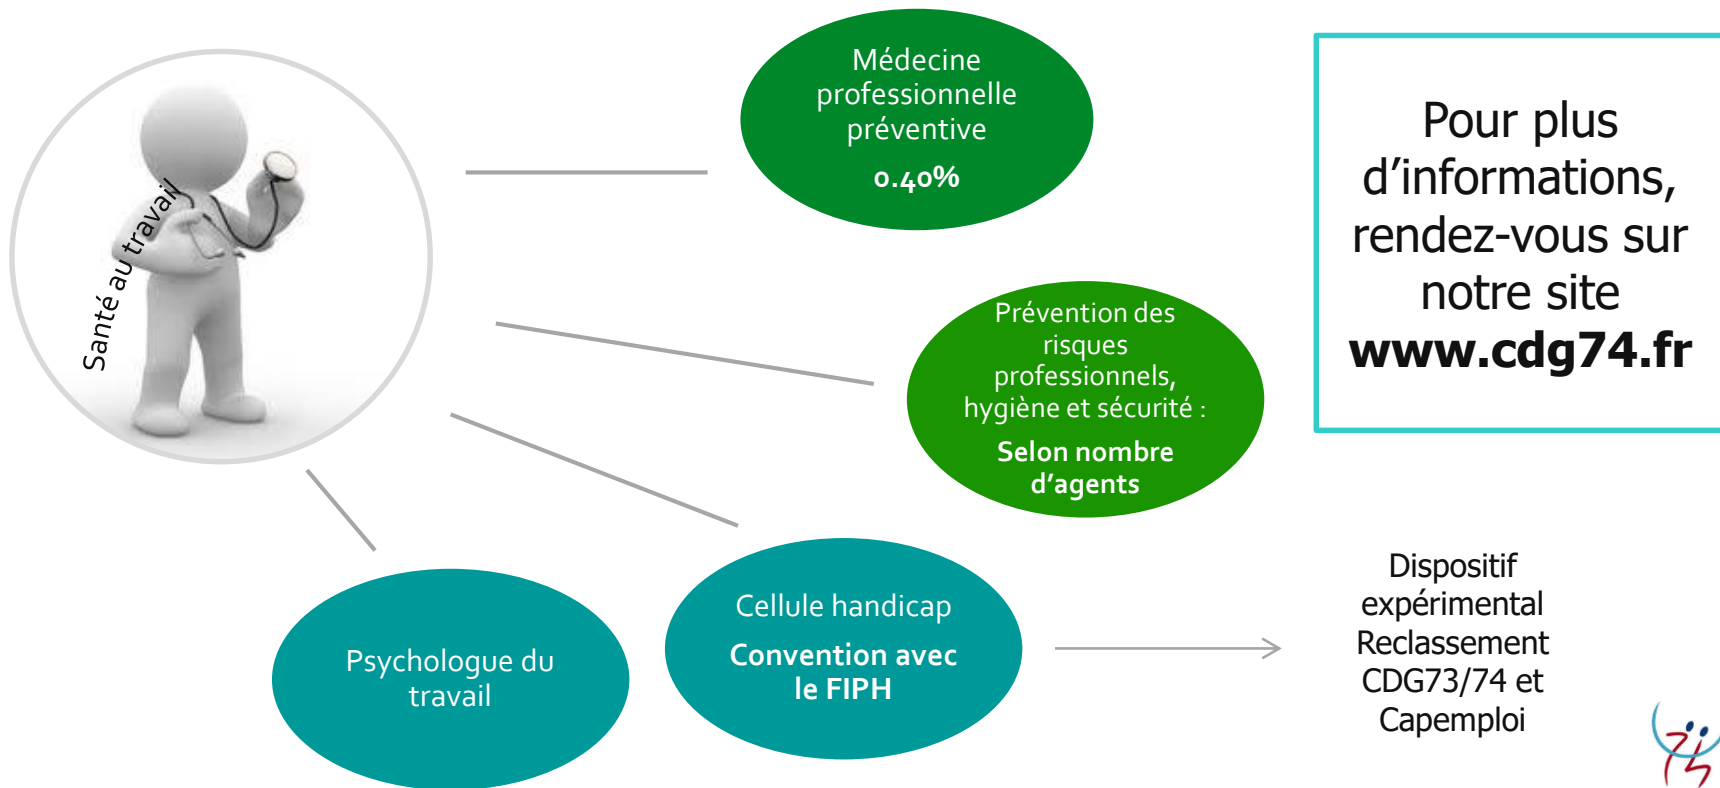 Santé au travail
Médecine
professionnelle
préventive
0.40%
Prévention des
risques
professionnels,
hygiène et sécurité :
Selon nombre
d'agents
Cellule handicap
Convention avec
le FIPH
Psychologue du
travail
Pour plus
d'informations,
rendez-vous sur
notre site
www.cdg74.fr
Dispositif
expérimental
Reclassement
CDG73/74 et
Capemploi
74